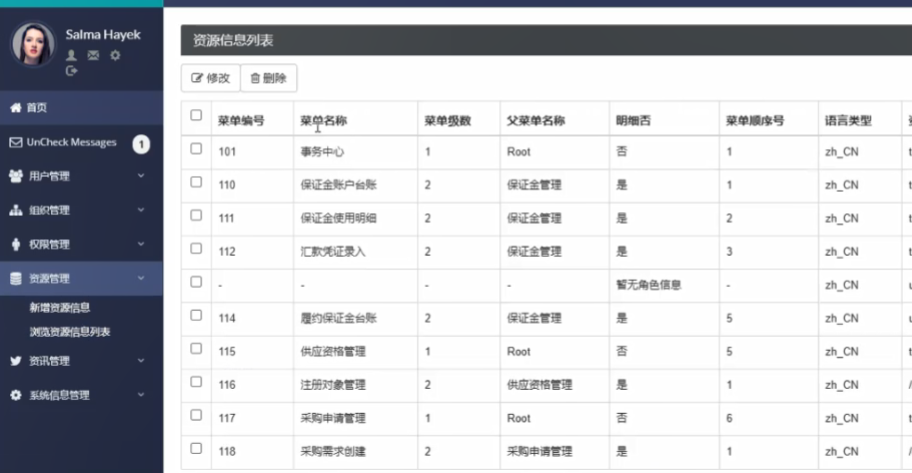 Salma Hayek
首页
UnCheck Messages 1
用户管理
组织管理
权限管理
资源管理
新增资源信息
浏览资源信息列表
资讯管理
系统信息管理
资源信息列表
修改 删除
菜单编号 菜单名称 菜单级数 父菜单名称 明细否 菜单顺序号 语言类型
101 事务中心 1 Root 否 1 zh_CN
110 保证金账户台账 2 保证金管理 是 1 zh_CN
111 保证金使用明细 2 保证金管理 是 2 zh_CN
112 汇款凭证录入 2 保证金管理 是 3 zh_CN
- - - - 暂无角色信息 - zh_CN
114 履约保证金台账 2 保证金管理 是 5 zh_CN
115 供应资格管理 1 Root 否 5 zh_CN
116 注册对象管理 2 供应资格管理 是 1 zh_CN
117 采购申请管理 1 Root 否 6 zh_CN
118 采购需求创建 2 采购申请管理 是 1 zh_CN